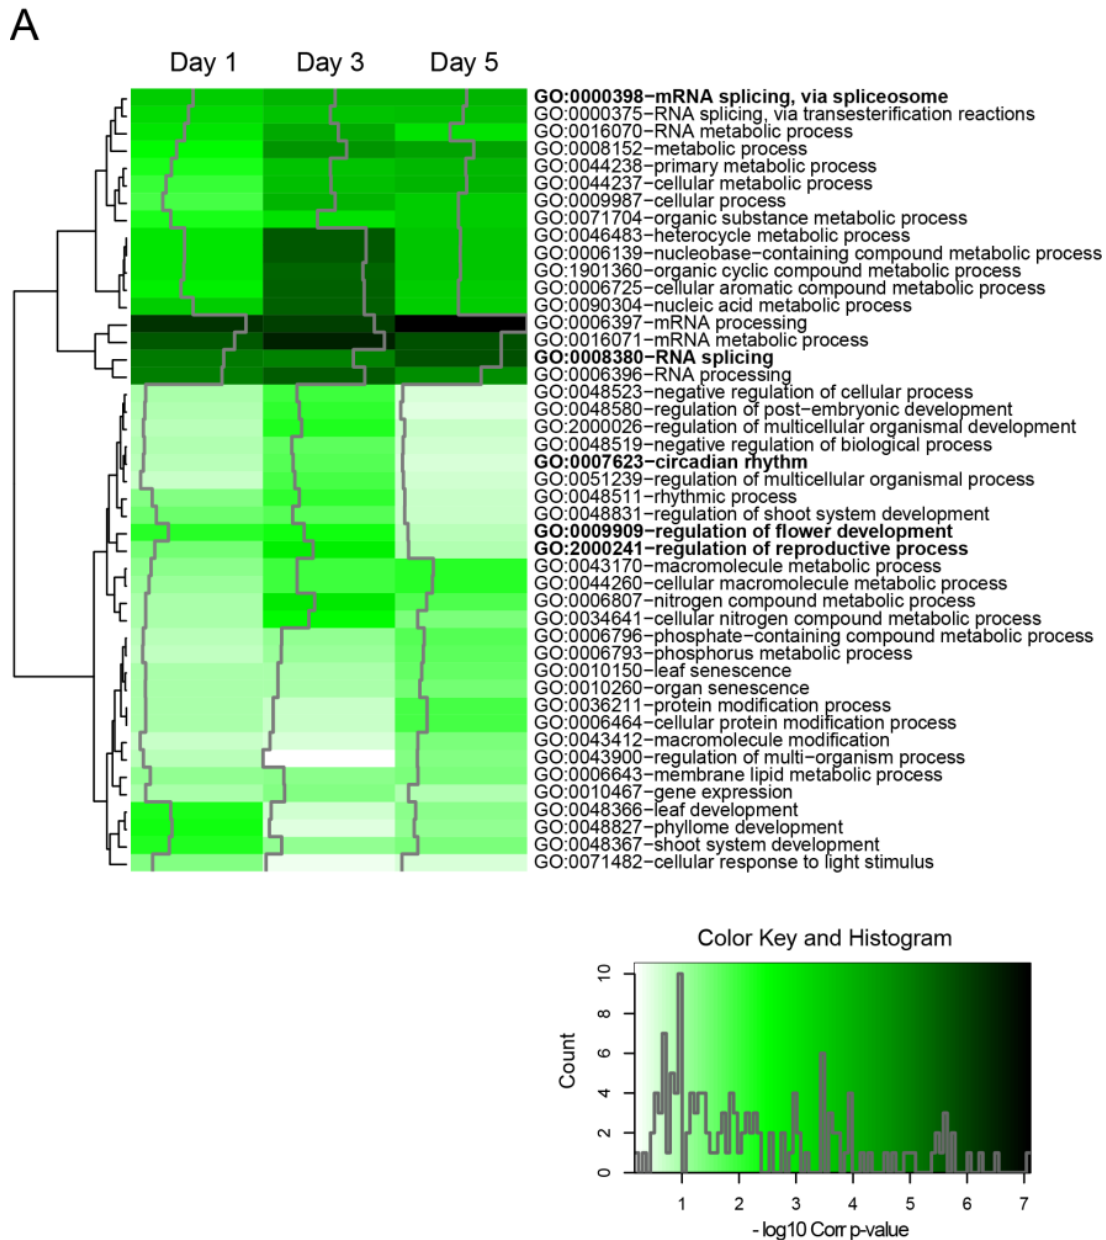 A
Day 1 Day 3 Day 5
GO:0000398−mRNA splicing, via spliceosome
GO:0000375−RNA splicing, via transesterification reactions
GO:0016070−RNA metabolic process
GO:0008152−metabolic process
GO:0044238−primary metabolic process
GO:0044237−cellular metabolic process
GO:0009987−cellular process
GO:0071704−organic substance metabolic process
GO:0046483−heterocycle metabolic process
GO:0006139−nucleobase−containing compound metabolic process
GO:1901360−organic cyclic compound metabolic process
GO:0006725−cellular aromatic compound metabolic process
GO:0090304−nucleic acid metabolic process
GO:0006397−mRNA processing
GO:0016071−mRNA metabolic process
GO:0008380−RNA splicing
GO:0006396−RNA processing
GO:0048523−negative regulation of cellular process
GO:0048580−regulation of post−embryonic development
GO:2000026−regulation of multicellular organismal development
GO:0048519−negative regulation of biological process
GO:0007623−circadian rhythm
GO:0051239−regulation of multicellular organismal process
GO:0048511−rhythmic process
GO:0048831−regulation of shoot system development
GO:0009909−regulation of flower development
GO:2000241−regulation of reproductive process
GO:0043170−macromolecule metabolic process
GO:0044260−cellular macromolecule metabolic process
GO:0006807−nitrogen compound metabolic process
GO:0034641−cellular nitrogen compound metabolic process
GO:0006796−phosphate−containing compound metabolic process
GO:0006793−phosphorus metabolic process
GO:0010150−leaf senescence
GO:0010260−organ senescence
GO:0036211−protein modification process
GO:0006464−cellular protein modification process
GO:0043412−macromolecule modification
GO:0043900−regulation of multi−organism process
GO:0006643−membrane lipid metabolic process
GO:0010467−gene expression
GO:0048366−leaf development
GO:0048827−phyllome development
GO:0048367−shoot system development
GO:0071482−cellular response to light stimulus
Color Key and Histogram
Count
0 2 4 6 8 10
1 2 3 4 5 6 7
- log10 Corr p-value